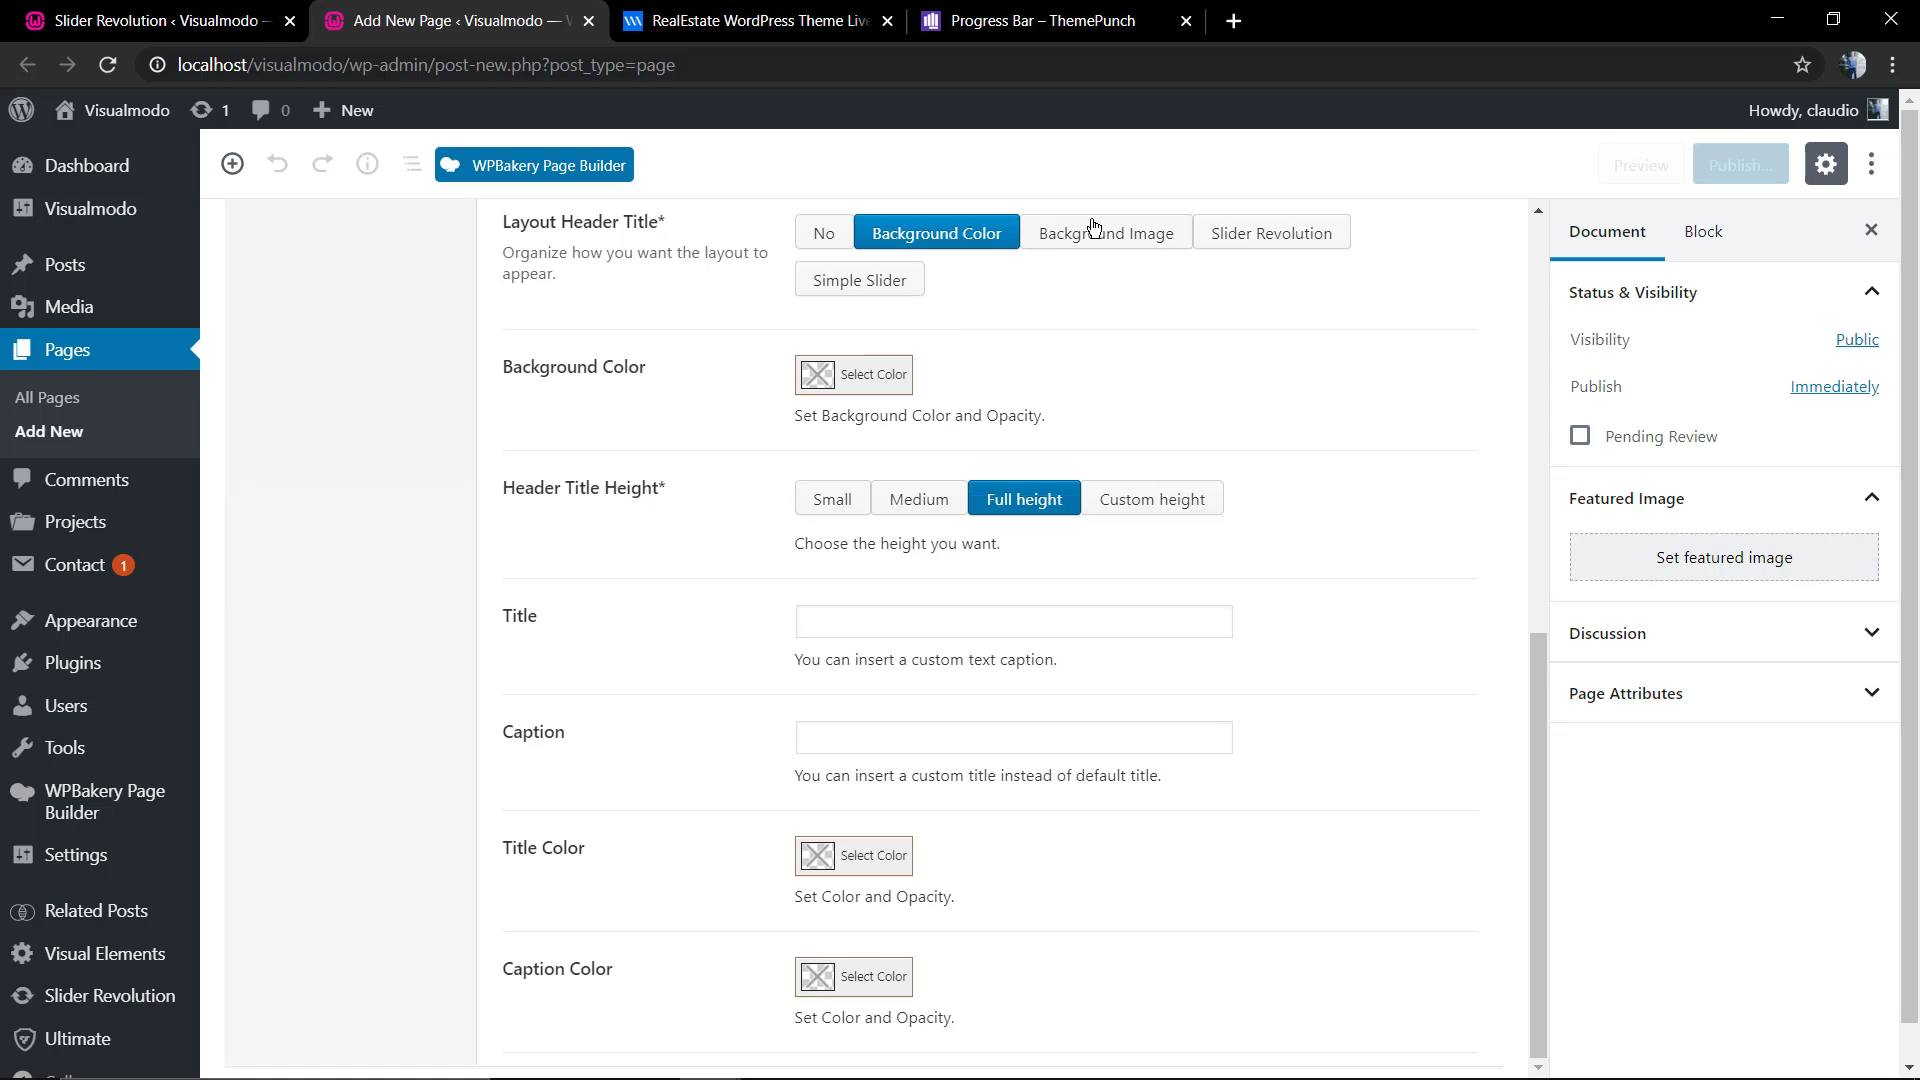 Slider Revolution ‹ Visualmodo —
Add New Page ‹ Visualmodo —
RealEstate WordPress Theme Live
Progress Bar – ThemePunch
localhost/visualmodo/wp-admin/post-new.php?post_type=page
Visualmodo
1
0
New
Howdy, claudio
Dashboard
Visualmodo
Posts
Media
Pages
All Pages
Add New
Comments
Projects
Contact 1
Appearance
Plugins
Users
Tools
WPBakery Page
Builder
Settings
Related Posts
Visual Elements
Slider Revolution
Ultimate
WPBakery Page Builder
Preview
Publish...
Layout Header Title*
Organize how you want the layout to
appear.
No
Background Color
Background Image
Slider Revolution
Simple Slider
Background Color
Select Color
Set Background Color and Opacity.
Header Title Height*
Small
Medium
Full height
Custom height
Choose the height you want.
Title
You can insert a custom text caption.
Caption
You can insert a custom title instead of default title.
Title Color
Select Color
Set Color and Opacity.
Caption Color
Select Color
Set Color and Opacity.
Document
Block
Status & Visibility
Visibility
Public
Publish
Immediately
Pending Review
Featured Image
Set featured image
Discussion
Page Attributes